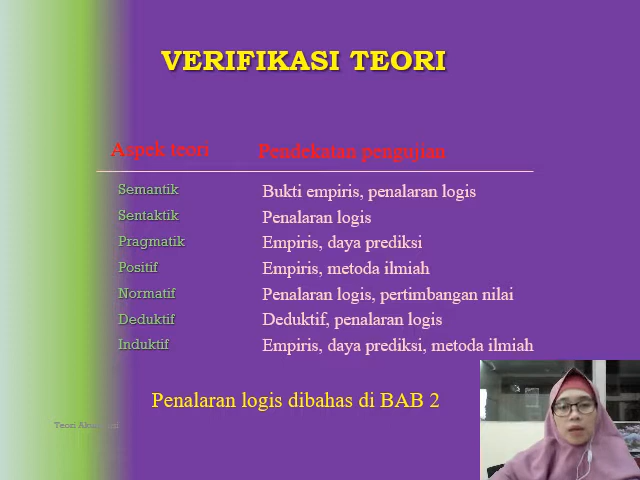 VERIFIKASI TEORI
Aspek teori Pendekatan pengujian
Semantik Bukti empiris, penalaran logis
Sentaktik Penalaran logis
Pragmatik Empiris, daya prediksi
Positif Empiris, metoda ilmiah
Normatif Penalaran logis, pertimbangan nilai
Deduktif Deduktif, penalaran logis
Induktif Empiris, daya prediksi, metoda ilmiah
Penalaran logis dibahas di BAB 2
Teori Akuntansi